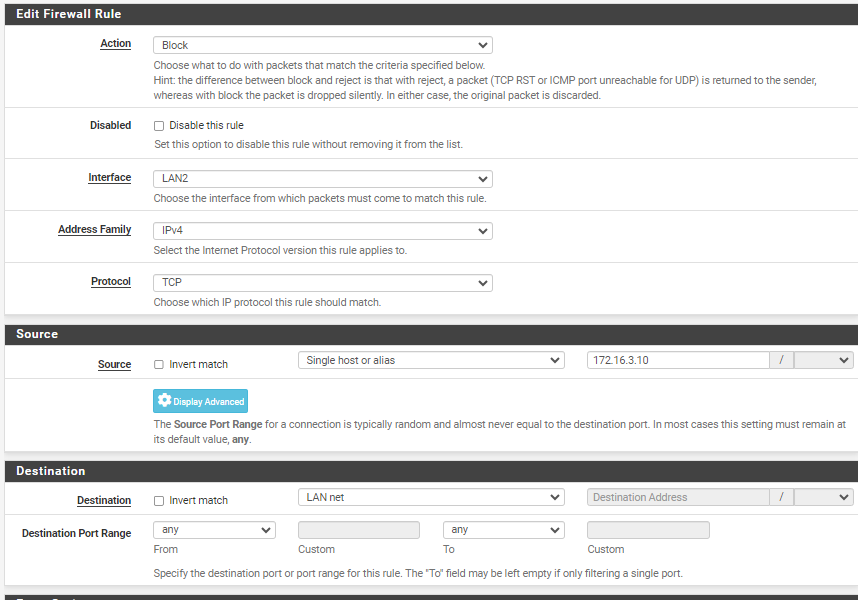 Edit Firewall Rule
Action
Block
Choose what to do with packets that match the criteria specified below.
Hint: the difference between block and reject is that with reject, a packet (TCP RST or ICMP port unreachable for UDP) is returned to the sender,
whereas with block the packet is dropped silently. In either case, the original packet is discarded.
Disabled
Disable this rule
Set this option to disable this rule without removing it from the list.
Interface
LAN2
Choose the interface from which packets must come to match this rule.
Address Family
IPv4
Select the Internet Protocol version this rule applies to.
Protocol
TCP
Choose which IP protocol this rule should match.
Source
Source
Invert match
Single host or alias
172.16.3.10
/
Display Advanced
The Source Port Range for a connection is typically random and almost never equal to the destination port. In most cases this setting must remain at
its default value, any.
Destination
Destination
Invert match
LAN net
Destination Address
/
Destination Port Range
any
any
From
Custom
To
Custom
Specify the destination port or port range for this rule. The "To" field may be left empty if only filtering a single port.